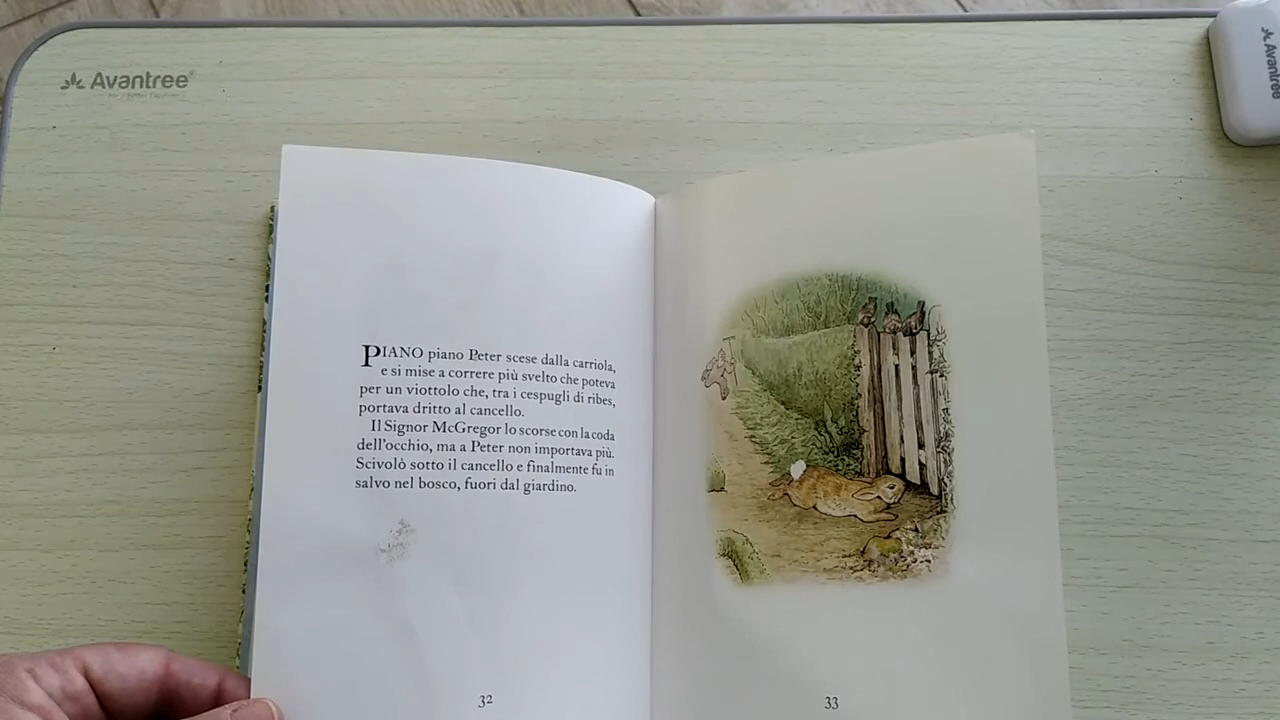 Avantree
Avantree
PIANO piano Peter scese dalla carriola,
e si mise a correre più svelto che poteva
per un viottolo che, tra i cespugli di ribes,
portava dritto al cancello.
Il Signor McGregor lo scorse con la coda
dell'occhio, ma a Peter non importava più.
Scivolò sotto il cancello e finalmente fu in
salvo nel bosco, fuori dal giardino.
32
33